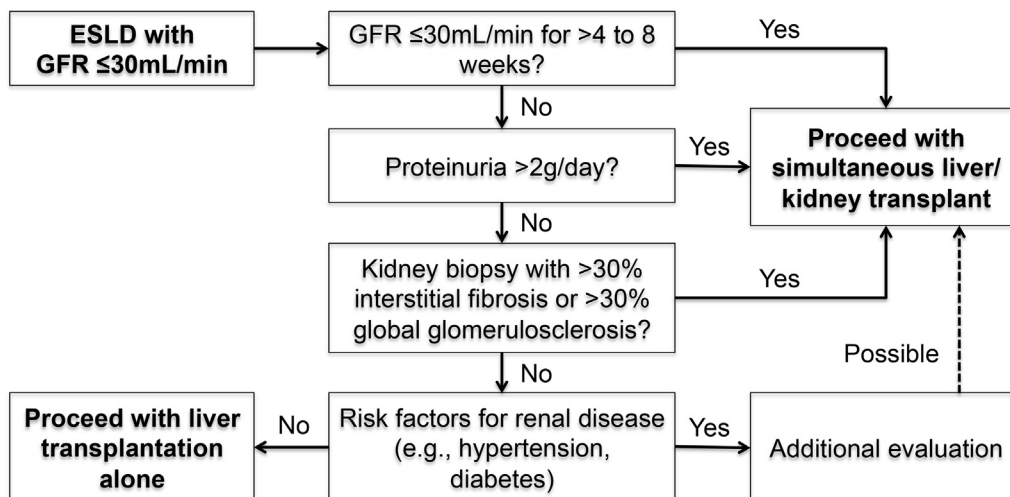 ESLD with
GFR ≤30mL/min
GFR ≤30mL/min for >4 to 8
weeks?
Yes
No
Proteinuria >2g/day?
Yes
Proceed with
simultaneous liver/
kidney transplant
No
Kidney biopsy with >30%
interstitial fibrosis or >30%
global glomerulosclerosis?
Yes
No
Possible
Proceed with liver
transplantation
alone
No
Risk factors for renal disease
(e.g., hypertension,
diabetes)
Yes
Additional evaluation